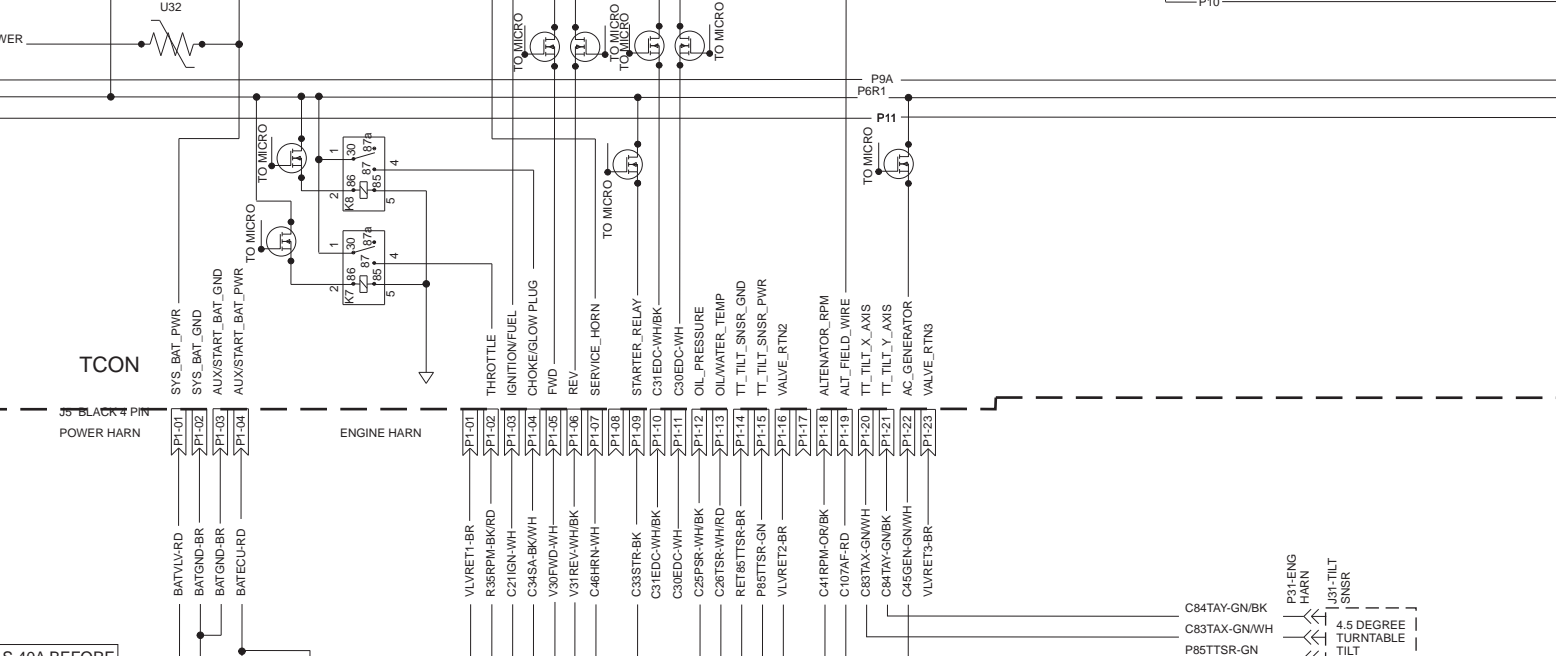 U32
P10
WER
TO MICRO
TO MICRO
TO MICRO
TO MICRO
TO MICRO
P9A
P6R1
P11
TO MICRO
1
30
87a
87
4
2
86
85
5
K8
TO MICRO
TO MICRO
TO MICRO
1
30
87a
87
4
2
86
85
5
K7
TCON
SYS_BAT_PWR
SYS_BAT_GND
AUX/START_BAT_GND
AUX/START_BAT_PWR
THROTTLE
IGNITION/FUEL
CHOKE/GLOW PLUG
FWD
REV
SERVICE_HORN
STARTER_RELAY
C31EDC-WH/BK
C30EDC-WH
OIL_PRESSURE
OIL/WATER_TEMP
TT_TILT_SNSR_GND
TT_TILT_SNSR_PWR
VALVE_RTN2
ALTENATOR_RPM
ALT_FIELD_WIRE
TT_TILT_X_AXIS
TT_TILT_Y_AXIS
AC_GENERATOR
VALVE_RTN3
J5 BLACK 4 PIN
POWER HARN
P1-01
P1-02
P1-03
P1-04
ENGINE HARN
P1-01
P1-02
P1-03
P1-04
P1-05
P1-06
P1-07
P1-08
P1-09
P1-10
P1-11
P1-12
P1-13
P1-14
P1-15
P1-16
P1-17
P1-18
P1-19
P1-20
P1-21
P1-22
P1-23
BATVLV-RD
BATGND-BR
BATGND-BR
BATECU-RD
VLVRET1-BR
R35RPM-BK/RD
C21IGN-WH
C34SA-BK/WH
V30FWD-WH
V31REV-WH/BK
C46HRN-WH
C33STR-BK
C31EDC-WH/BK
C30EDC-WH
C25PSR-WH/BK
C26TSR-WH/RD
RET85TTSR-BR
P85TTSR-GN
VLVRET2-BR
C41RPM-OR/BK
C107AF-RD
C83TAX-GN/WH
C84TAY-GN/BK
C45GEN-GN/WH
VLVRET3-BR
P31-ENG
HARN
J31-TILT
SNSR
C84TAY-GN/BK
C83TAX-GN/WH
P85TTSR-GN
4.5 DEGREE
TURNTABLE
TILT
S 40A BEFORE